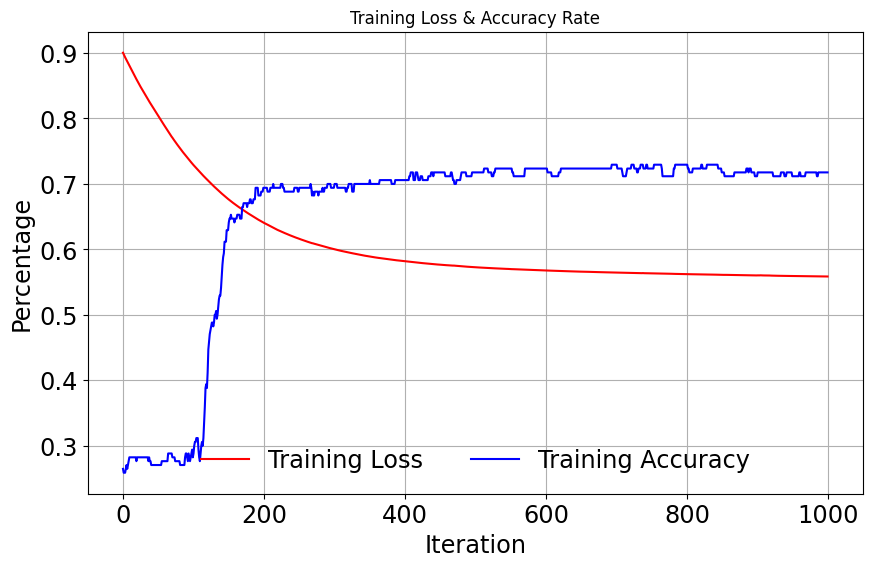 Training Loss & Accuracy Rate
0.9
0.8
0.7
0.6
0.5
0.4
0.3
Percentage
Training Loss
Training Accuracy
0 200 400 600 800 1000
Iteration